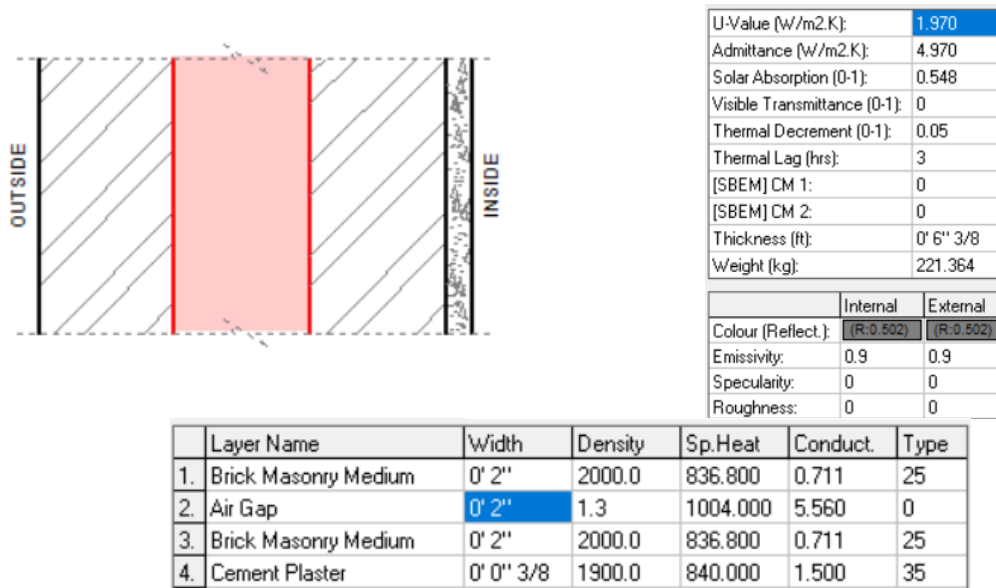 OUTSIDE
INSIDE
U-Value (W/m2.K): 1.970
Admittance (W/m2.K): 4.970
Solar Absorption (0-1): 0.548
Visible Transmittance (0-1): 0
Thermal Decrement (0-1): 0.05
Thermal Lag (hrs): 3
[SBEM] CM 1: 0
[SBEM] CM 2: 0
Thickness (ft): 0' 6" 3/8
Weight (kg): 221.364
Internal External
Colour (Reflect.): (R:0.502) (R:0.502)
Emissivity: 0.9 0.9
Specularity: 0 0
Roughness: 0 0
Layer Name Width Density Sp.Heat Conduct. Type
1. Brick Masonry Medium 0' 2" 2000.0 836.800 0.711 25
2. Air Gap 0' 2" 1.3 1004.000 5.560 0
3. Brick Masonry Medium 0' 2" 2000.0 836.800 0.711 25
4. Cement Plaster 0' 0" 3/8 1900.0 840.000 1.500 35